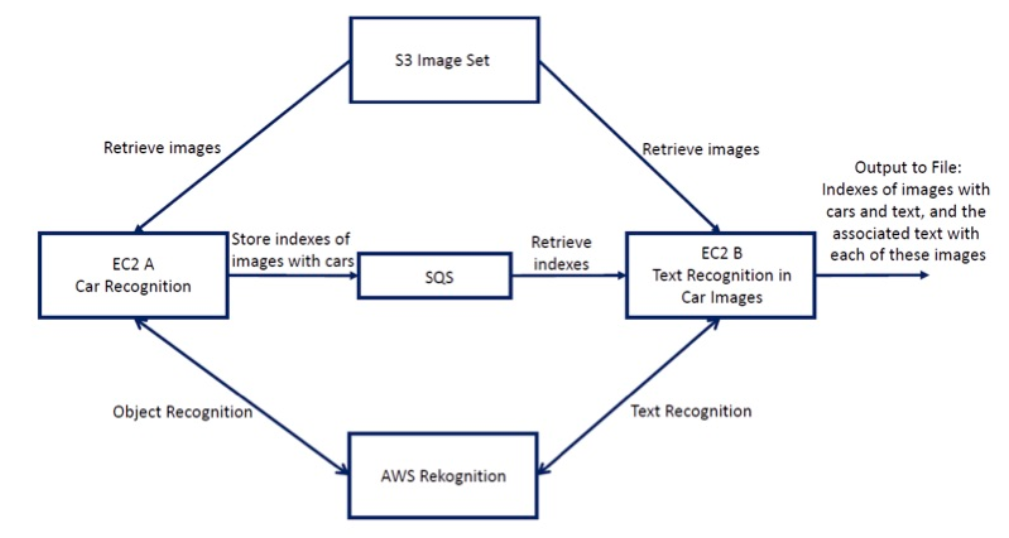 S3 Image Set
Retrieve images
Retrieve images
Output to File:
Indexes of images with
cars and text, and the
associated text with
each of these images
EC2 A
Car Recognition
Store indexes of
images with cars
SQS
Retrieve
indexes
EC2 B
Text Recognition in
Car Images
Object Recognition
Text Recognition
AWS Rekognition